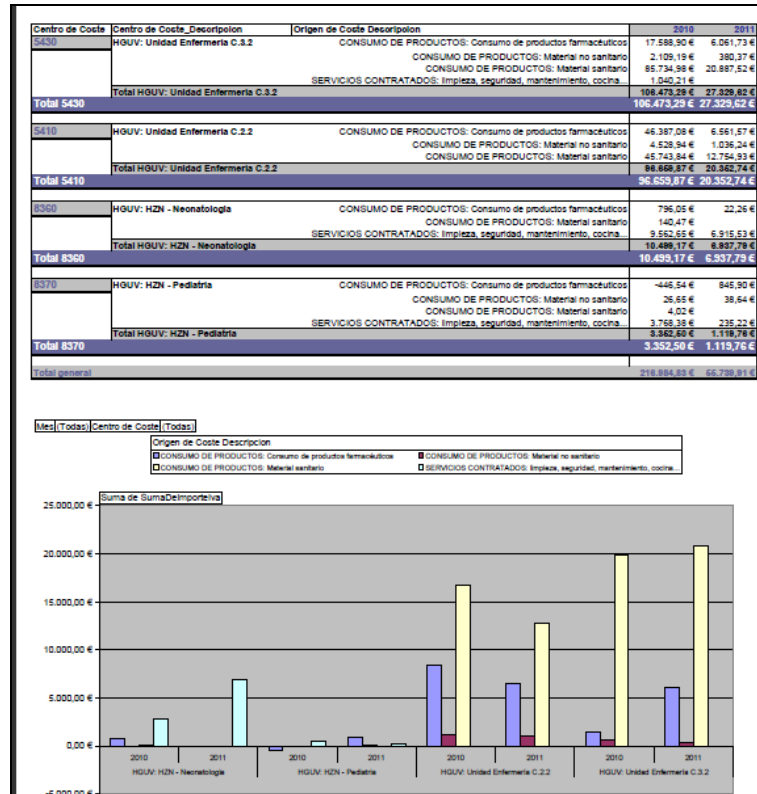 Centro de Coste Centro de Coste_Descripcion Origen de Coste Descripcion 2010 2011
5430 HGUV: Unidad Enfermeria C.3.2 CONSUMO DE PRODUCTOS: Consumo de productos farmacéuticos 17.588,90 € 6.061,73 €
CONSUMO DE PRODUCTOS: Material no sanitario 2.109,19 € 380,37 €
CONSUMO DE PRODUCTOS: Material sanitario 85.734,98 € 20.887,52 €
SERVICIOS CONTRATADOS: limpieza, seguridad, mantenimiento, cocina... 1.040,21 €
Total HGUV: Unidad Enfermeria C.3.2 106.473,29 € 27.329,62 €
Total 5430 106.473,29 € 27.329,62 €
5410 HGUV: Unidad Enfermeria C.2.2 CONSUMO DE PRODUCTOS: Consumo de productos farmacéuticos 46.387,08 € 6.561,57 €
CONSUMO DE PRODUCTOS: Material no sanitario 4.528,94 € 1.036,24 €
CONSUMO DE PRODUCTOS: Material sanitario 45.743,84 € 12.754,93 €
Total HGUV: Unidad Enfermeria C.2.2 96.659,87 € 20.352,74 €
Total 5410 96.659,87 € 20.352,74 €
8360 HGUV: HZN - Neonatologia CONSUMO DE PRODUCTOS: Consumo de productos farmacéuticos 796,05 € 22,26 €
CONSUMO DE PRODUCTOS: Material no sanitario 140,47 €
SERVICIOS CONTRATADOS: limpieza, seguridad, mantenimiento, cocina... 9.562,65 € 6.915,53 €
Total HGUV: HZN - Neonatologia 10.499,17 € 6.937,79 €
Total 8360 10.499,17 € 6.937,79 €
8370 HGUV: HZN - Pediatria CONSUMO DE PRODUCTOS: Consumo de productos farmacéuticos -446,54 € 845,90 €
CONSUMO DE PRODUCTOS: Material no sanitario 26,65 € 38,64 €
CONSUMO DE PRODUCTOS: Material sanitario 4,02 €
SERVICIOS CONTRATADOS: limpieza, seguridad, mantenimiento, cocina... 3.768,38 € 235,22 €
Total HGUV: HZN - Pediatria 3.352,50 € 1.119,76 €
Total 8370 3.352,50 € 1.119,76 €
Total general 216.984,83 € 55.739,91 €
Mes (Todas) Centro de Coste (Todas)
Origen de Coste Descripcion
CONSUMO DE PRODUCTOS: Consumo de productos farmacéuticos CONSUMO DE PRODUCTOS: Material no sanitario
CONSUMO DE PRODUCTOS: Material sanitario SERVICIOS CONTRATADOS: limpieza, seguridad, mantenimiento, cocina...
Suma de SumaDeImporteIva
25.000,00 €
20.000,00 €
15.000,00 €
10.000,00 €
5.000,00 €
0,00 €
2010 2011 2010 2011 2010 2011 2010 2011
HGUV: HZN - Neonatologia HGUV: HZN - Pediatria HGUV: Unidad Enfermeria C.2.2 HGUV: Unidad Enfermeria C.3.2
-5.000,00 €